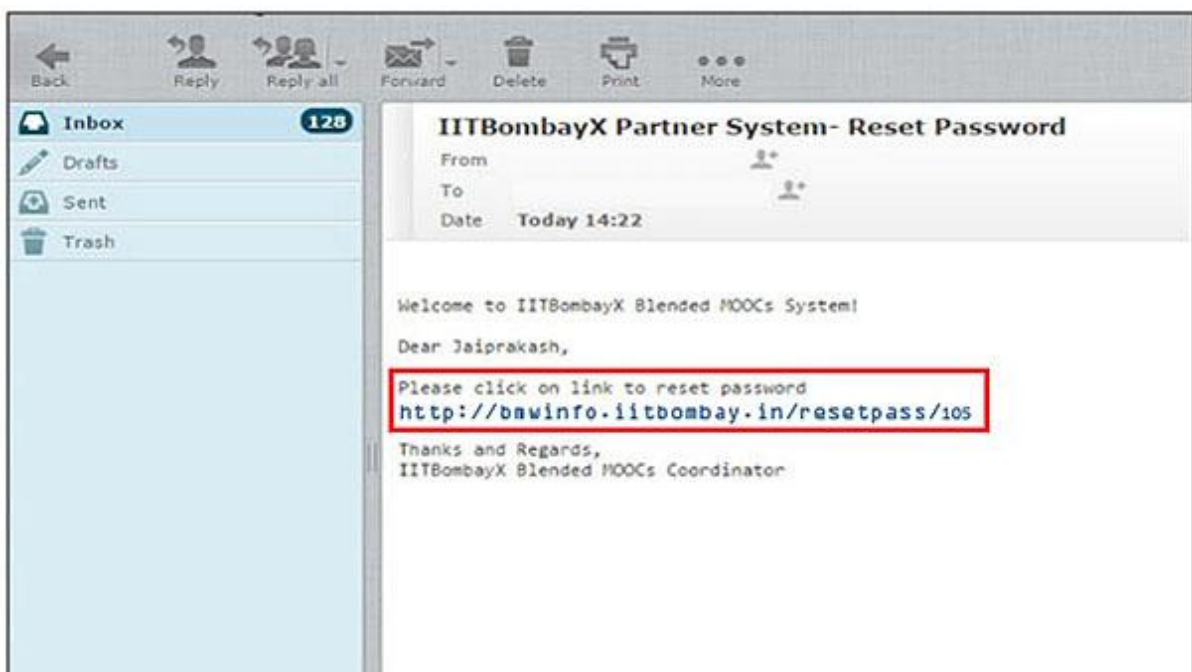 Back
Reply
Reply all
Forward
Delete
Print
More
Inbox 128
Drafts
Sent
Trash
IITBombayX Partner System- Reset Password
From
To
Date Today 14:22
Welcome to IITBombayX Blended MOOCs System!
Dear Jaiprakash,
Please click on link to reset password
http://bmwinfo.iitbombay.in/resetpass/105
Thanks and Regards,
IITBombayX Blended MOOCs Coordinator